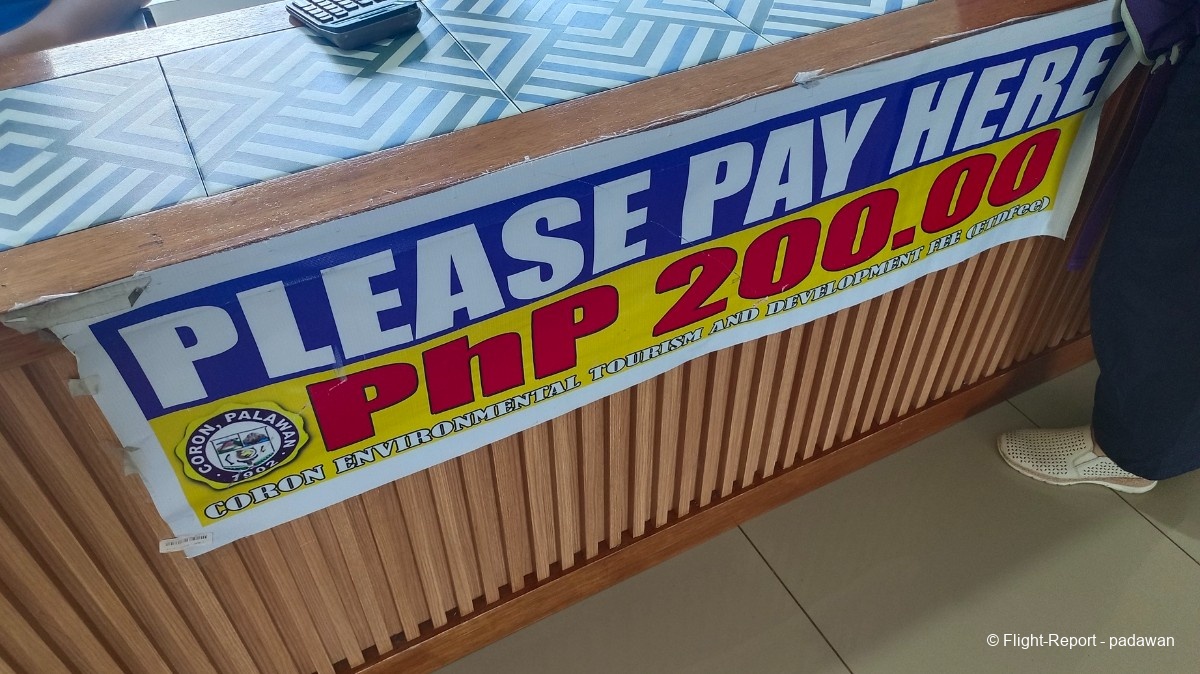 PLEASE PAY HERE
PhP 200.00
CORON ENVIRONMENTAL TOURISM AND DEVELOPMENT FEE (ETDFee)
CORON, PALAWAN
1902
© Flight-Report - padawan